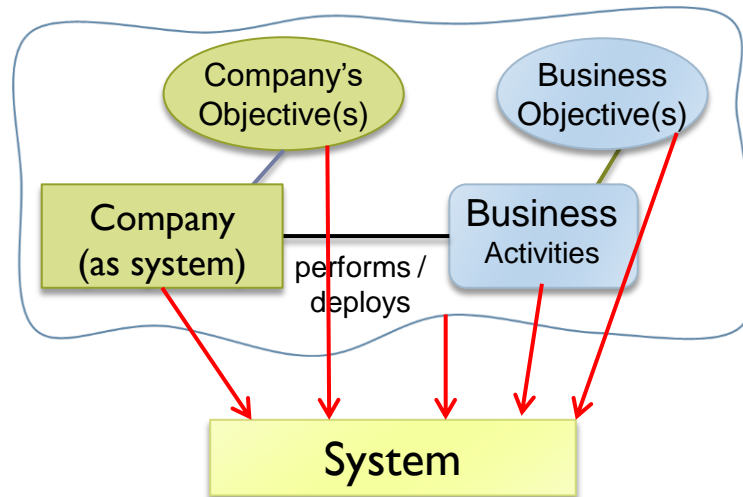 Company's
Objective(s)
Business
Objective(s)
Company
(as system)
performs /
deploys
Business
Activities
System